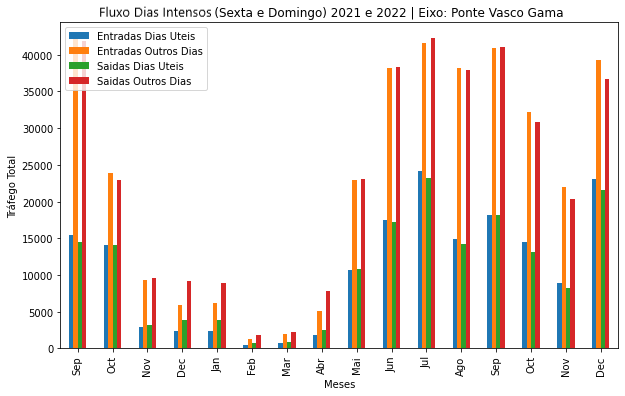 Fluxo Dias Intensos (Sexta e Domingo) 2021 e 2022 | Eixo: Ponte Vasco Gama
Entradas Dias Uteis
Entradas Outros Dias
Saidas Dias Uteis
Saidas Outros Dias
Tráfego Total
40000
35000
30000
25000
20000
15000
10000
5000
0
Sep Oct Nov Dec Jan Feb Mar Abr Mai Jun Jul Ago Sep Oct Nov Dec
Meses